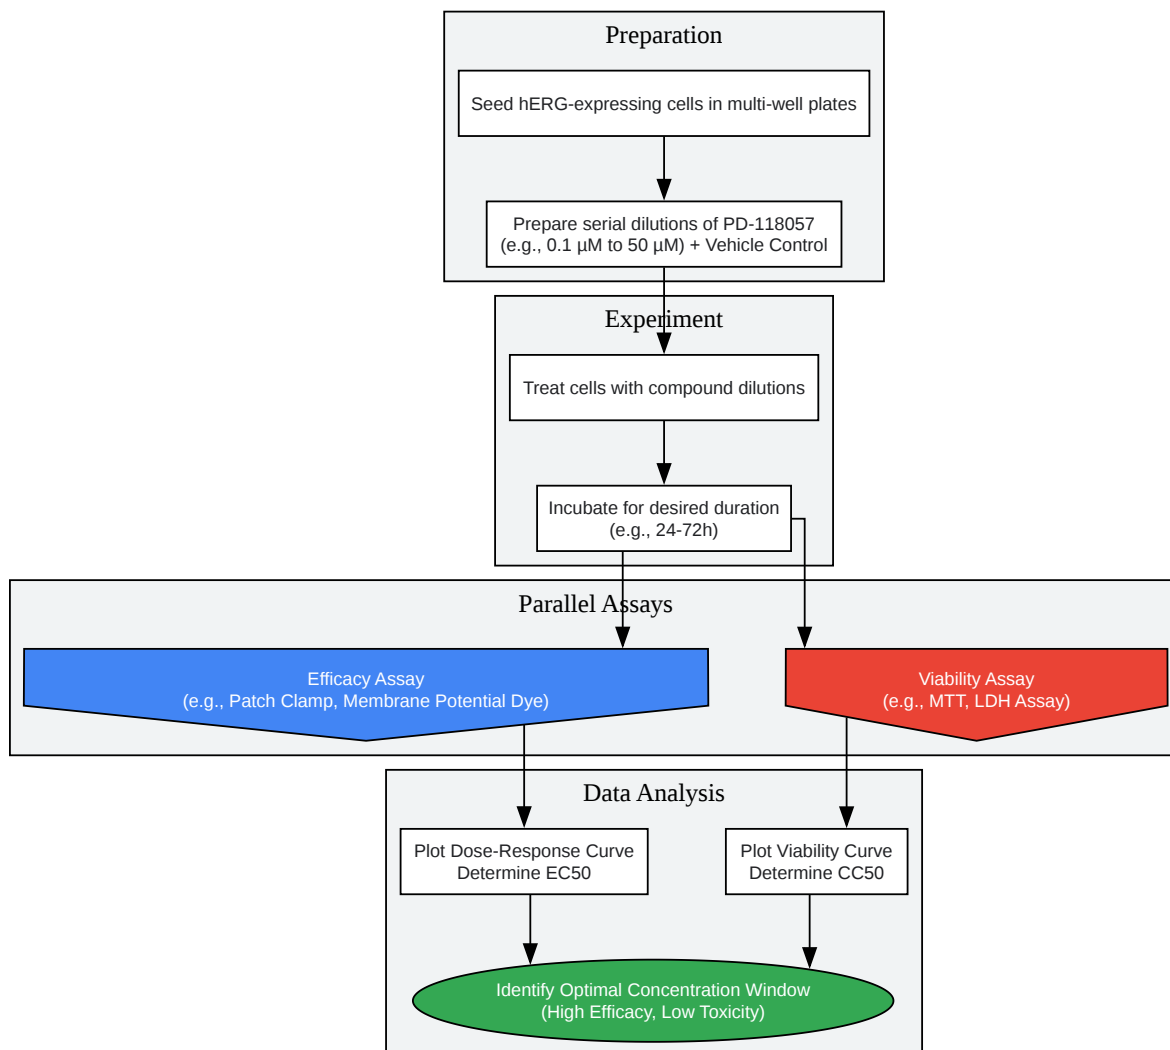 Preparation
Seed hERG-expressing cells in multi-well plates
Prepare serial dilutions of PD-118057
(e.g., 0.1 µM to 50 µM) + Vehicle Control
Experiment
Treat cells with compound dilutions
Incubate for desired duration
(e.g., 24-72h)
Parallel Assays
Efficacy Assay
(e.g., Patch Clamp, Membrane Potential Dye)
Viability Assay
(e.g., MTT, LDH Assay)
Data Analysis
Plot Dose-Response Curve
Determine EC50
Plot Viability Curve
Determine CC50
Identify Optimal Concentration Window
(High Efficacy, Low Toxicity)